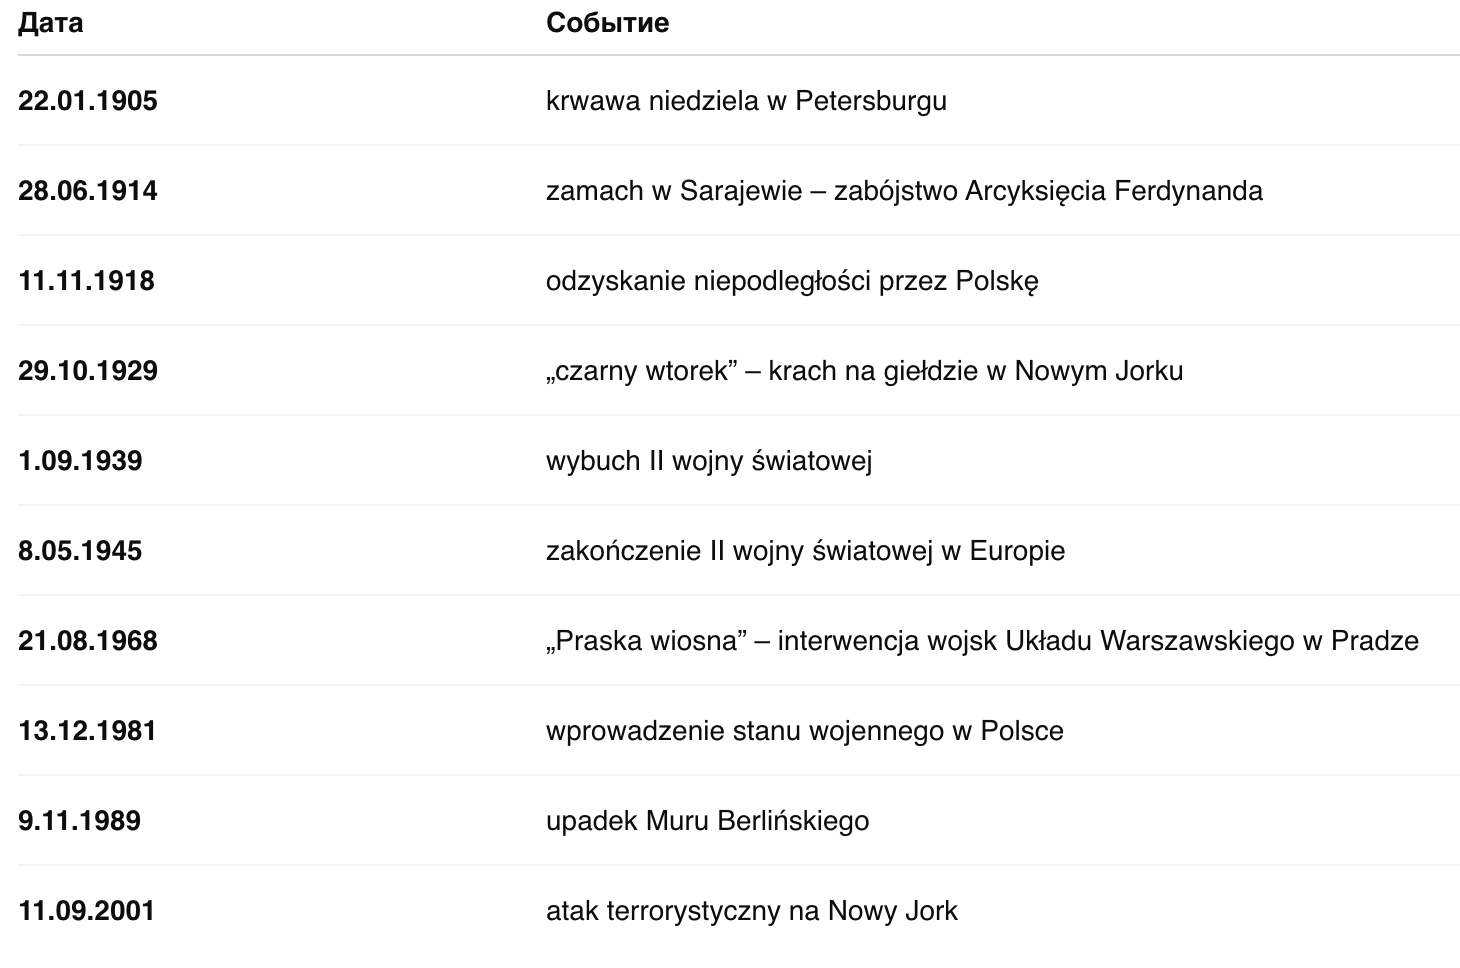 Дата Событие
22.01.1905 krwawa niedziela w Petersburgu
28.06.1914 zamach w Sarajewie – zabójstwo Arcyksięcia Ferdynanda
11.11.1918 odzyskanie niepodległości przez Polskę
29.10.1929 „czarny wtorek” – krach na giełdzie w Nowym Jorku
1.09.1939 wybuch II wojny światowej
8.05.1945 zakończenie II wojny światowej w Europie
21.08.1968 „Praska wiosna” – interwencja wojsk Układu Warszawskiego w Pradze
13.12.1981 wprowadzenie stanu wojennego w Polsce
9.11.1989 upadek Muru Berlińskiego
11.09.2001 atak terrorystyczny na Nowy Jork